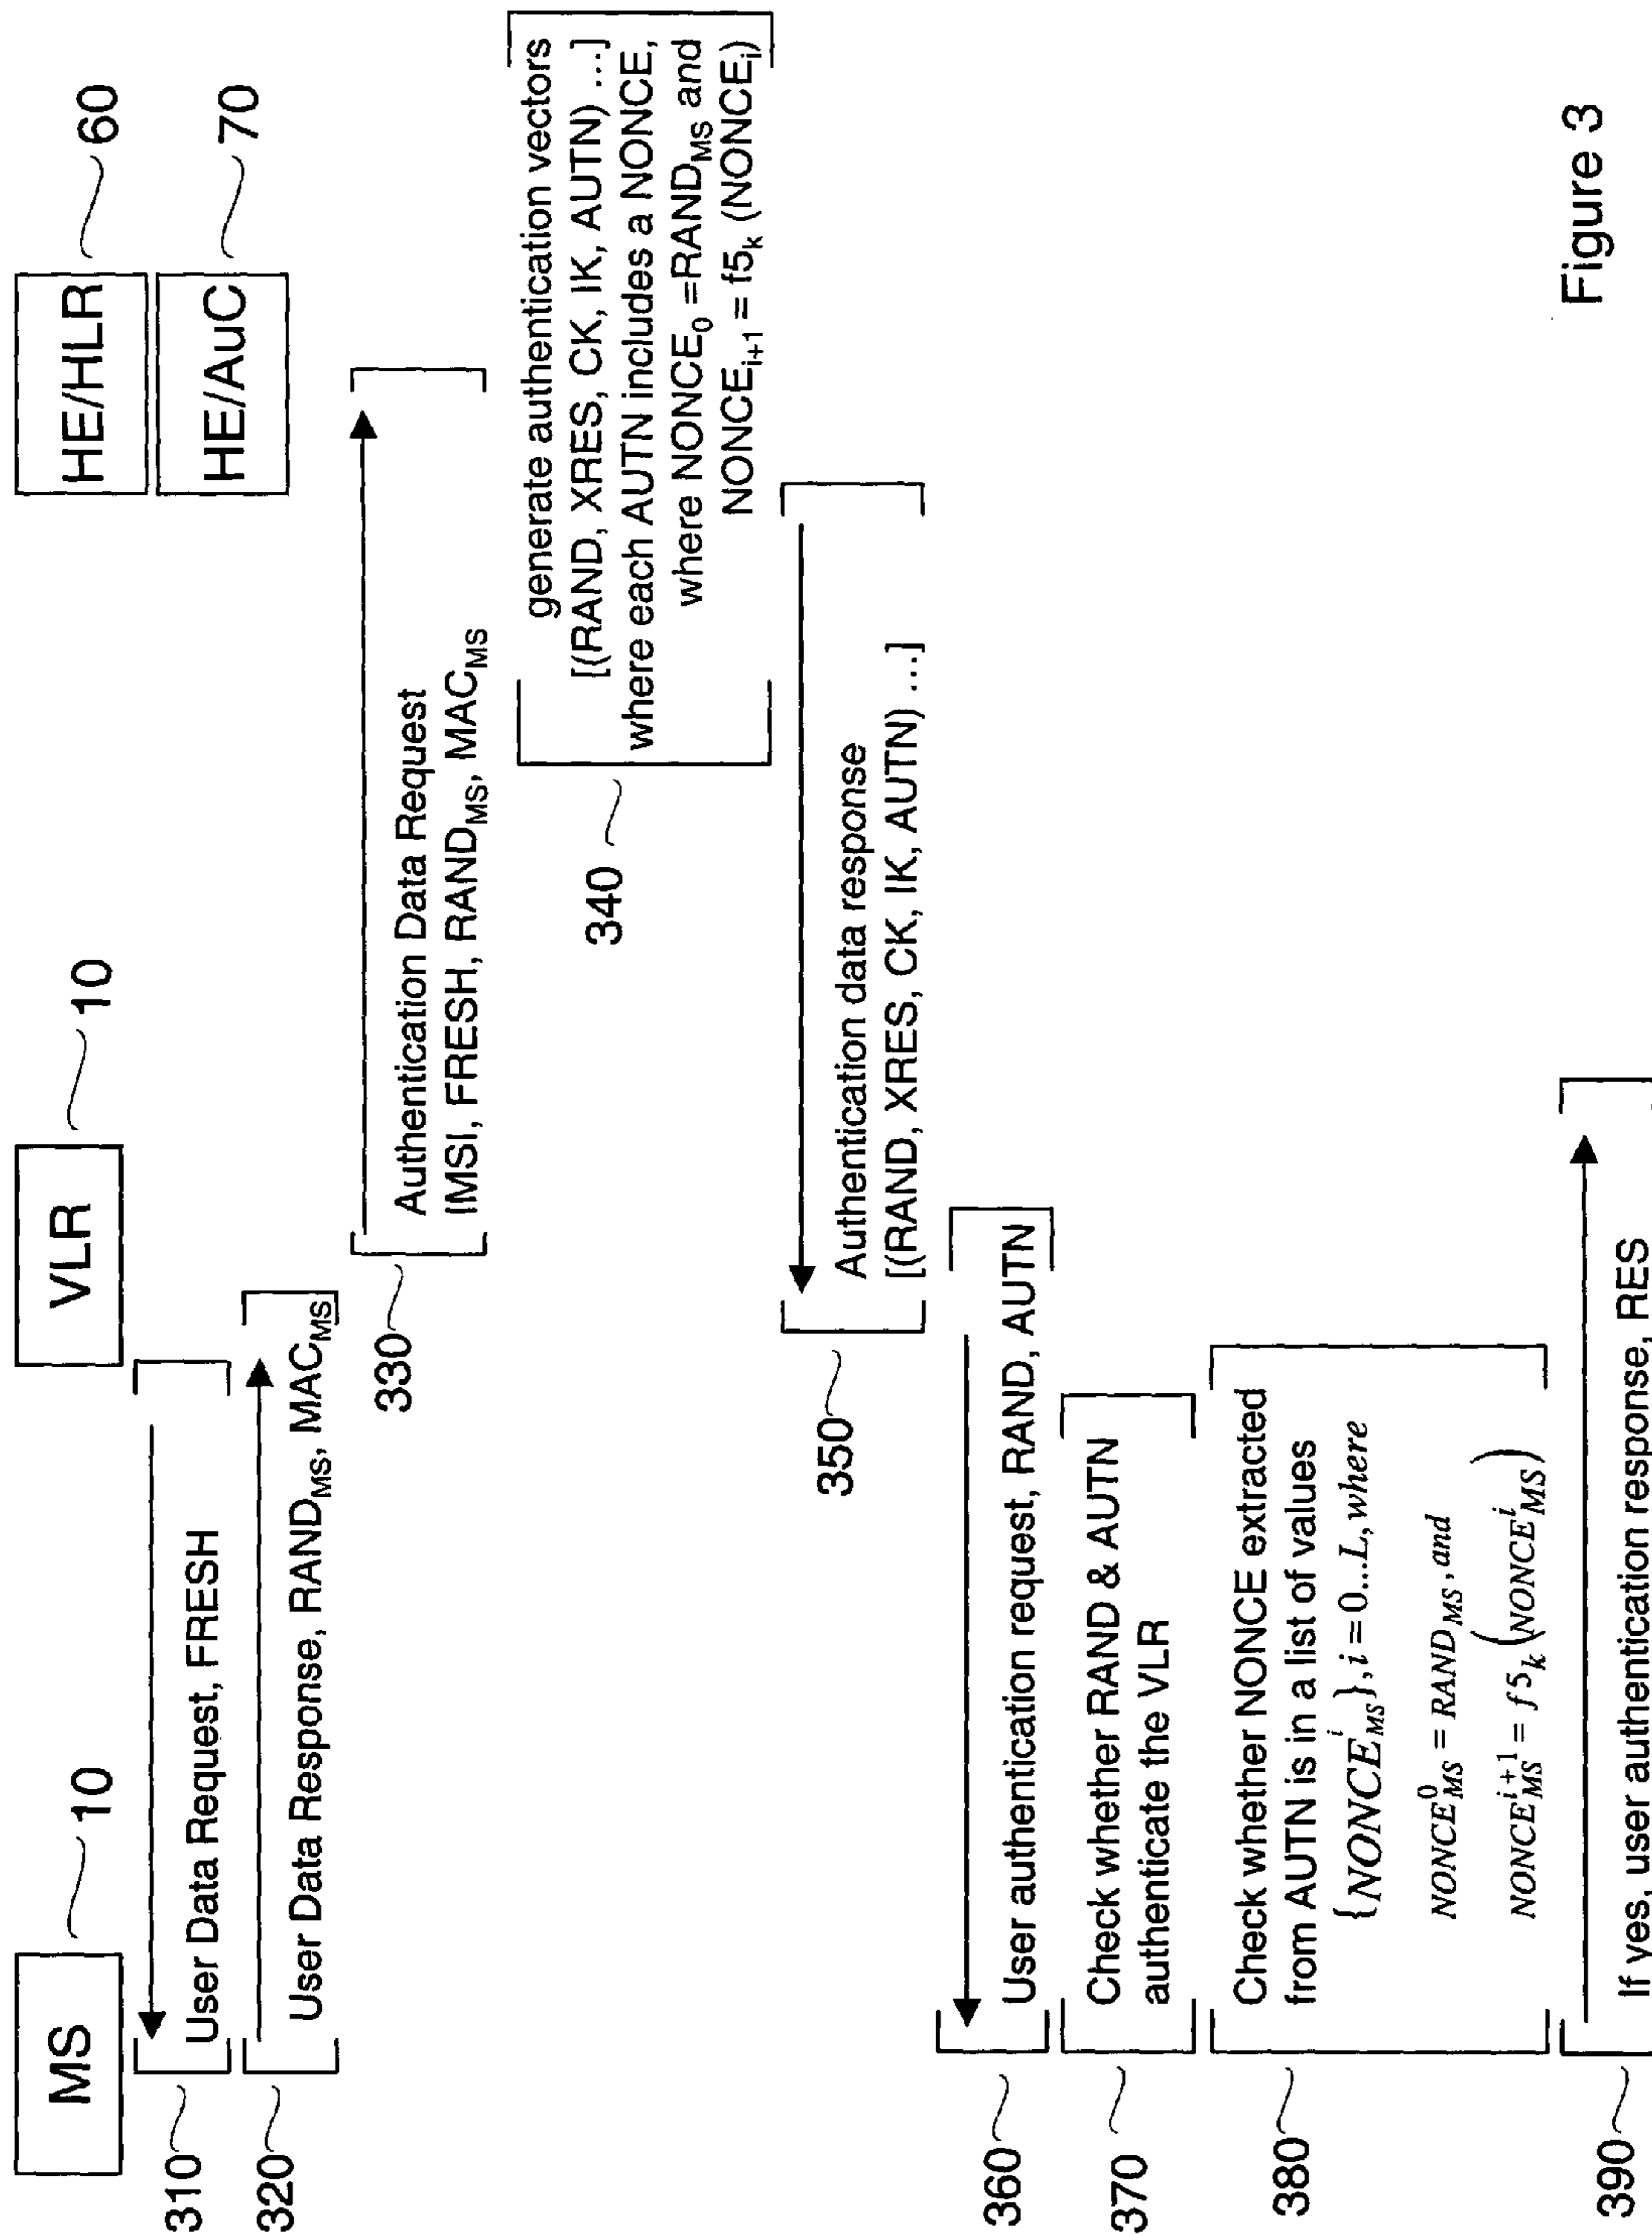 MS 10
VLR 10
HE/HLR 60
HE/AuC 70
310 User Data Request, FRESH
320 User Data Response, RAND_MS, MAC_MS
330 Authentication Data Request
IMSI, FRESH, RAND_MS, MAC_MS
340 generate authentication vectors
[(RAND, XRES, CK, IK, AUTN) ...]
where each AUTN includes a NONCE,
where NONCE_0 =RAND_MS and
NONCE_i+1 = f5_k (NONCE_i)
350 Authentication data response
[(RAND, XRES, CK, IK, AUTN) ...]
360 User authentication request, RAND, AUTN
370 Check whether RAND & AUTN
authenticate the VLR
380 Check whether NONCE extracted
from AUTN is in a list of values
{NONCE^i_MS}, i = 0...L, where
NONCE^0_MS = RAND_MS, and
NONCE^i+1_MS = f5_k (NONCE^i_MS)
390 If yes, user authentication response, RES
Figure 3